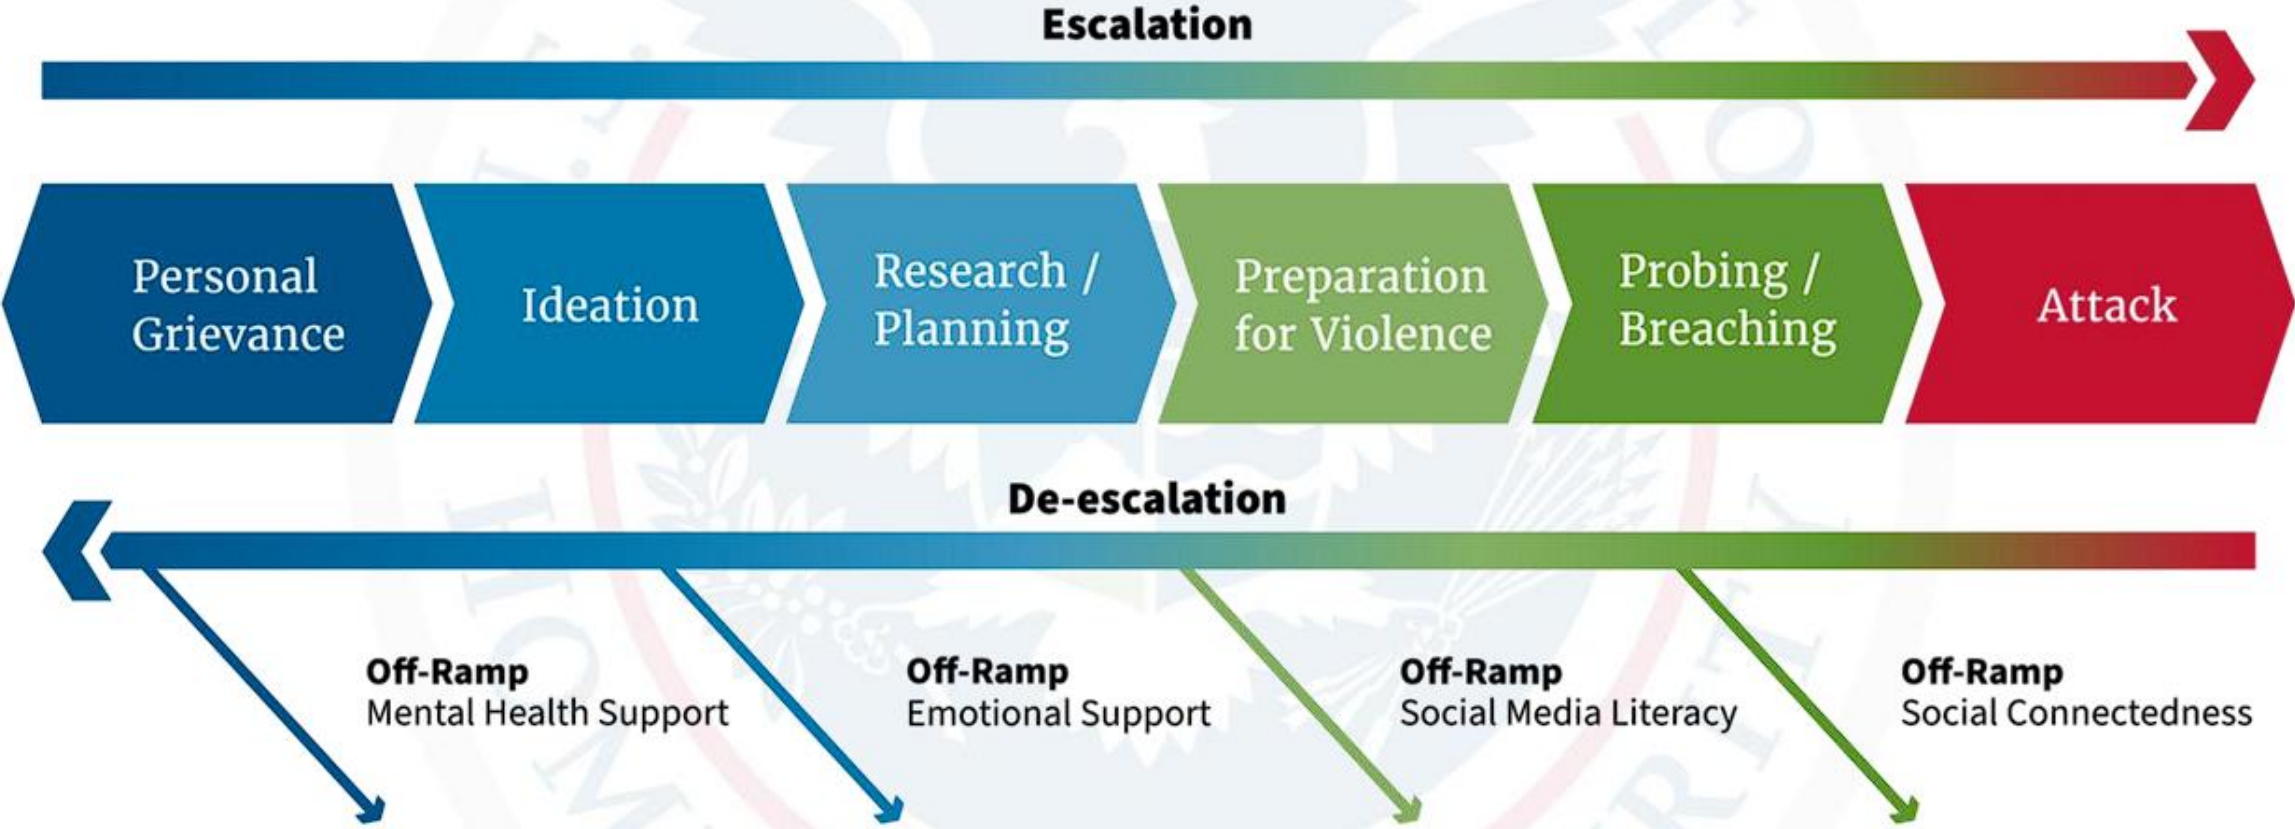 Escalation
Personal
Grievance
Ideation
Research /
Planning
Preparation
for Violence
Probing /
Breaching
Attack
De-escalation
Off-Ramp
Mental Health Support
Off-Ramp
Emotional Support
Off-Ramp
Social Media Literacy
Off-Ramp
Social Connectedness